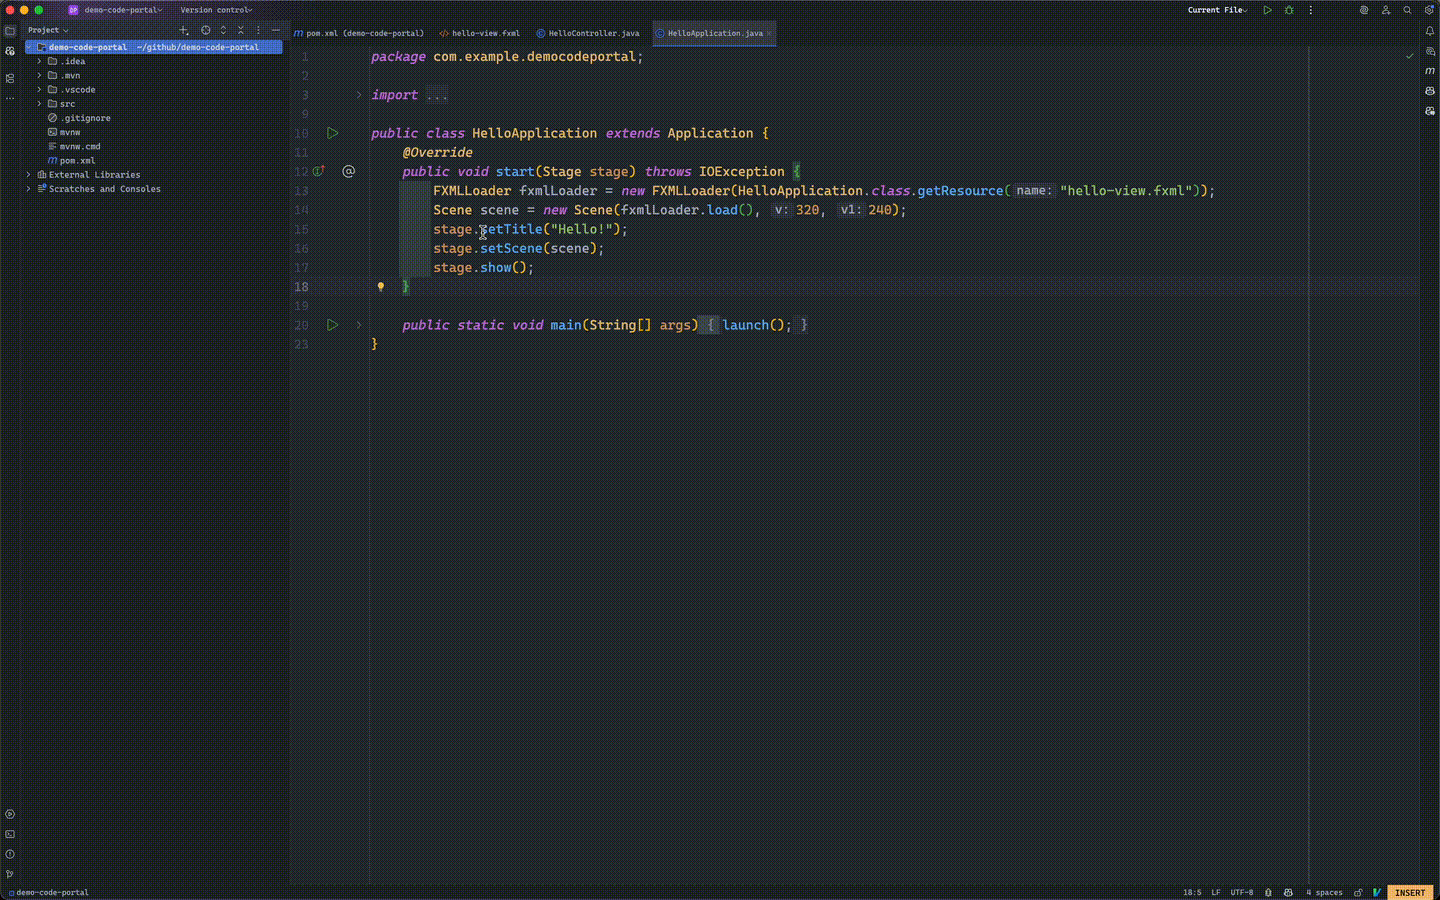 DP demo-code-portal Version control Current File
Project
pom.xml (demo-code-portal) hello-view.fxml HelloController.java HelloApplication.java
demo-code-portal ~/github/demo-code-portal
.idea
.mvn
.vscode
src
.gitignore
mvnw
mvnw.cmd
pom.xml
External Libraries
Scratches and Consoles
1 package com.example.democodeportal;
2
3 import ...
9
10 public class HelloApplication extends Application {
11 @Override
12 public void start(Stage stage) throws IOException {
13 FXMLLoader fxmlLoader = new FXMLLoader(HelloApplication.class.getResource( name: "hello-view.fxml"));
14 Scene scene = new Scene(fxmlLoader.load(), v: 320, v1: 240);
15 stage.setTitle("Hello!");
16 stage.setScene(scene);
17 stage.show();
18 }
19
20 public static void main(String[] args) { launch(); }
23 }
demo-code-portal 18:5 LF UTF-8 4 spaces INSERT